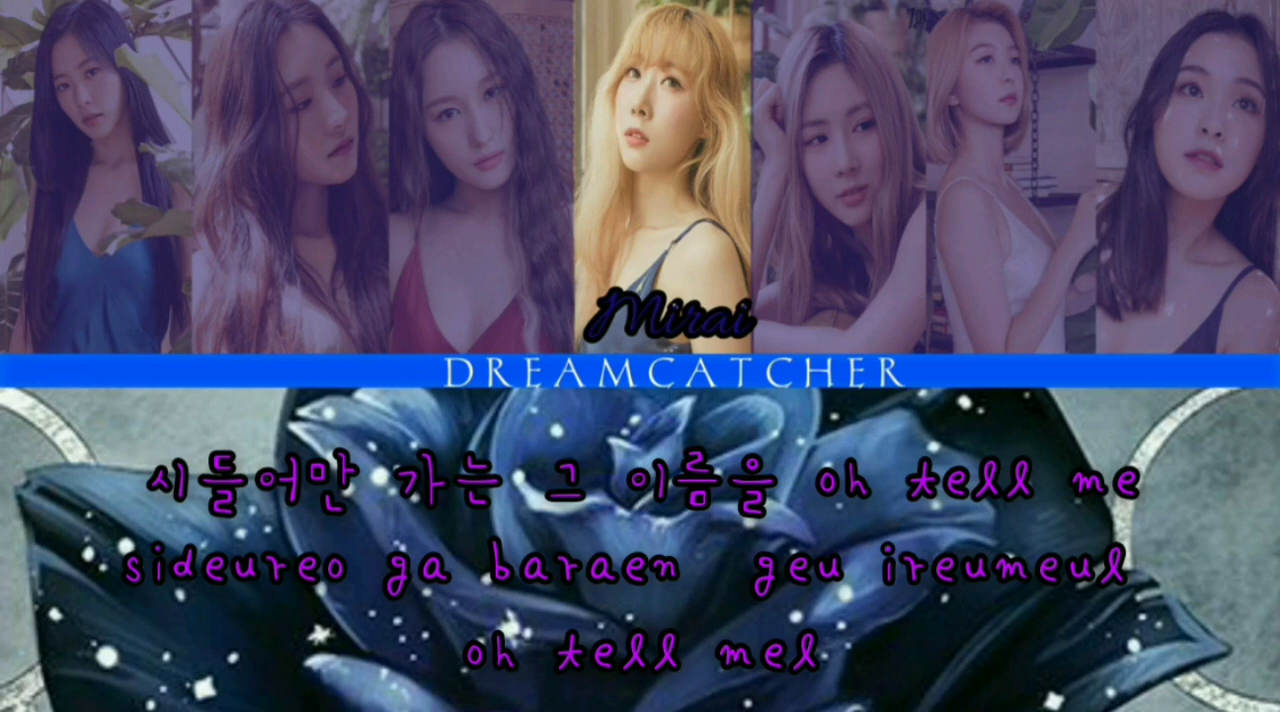 Mirai
DREAMCATCHER
시들어만 가는 그 이름을 oh tell me
sideureo ga baraen geu ireumeul
oh tell mel